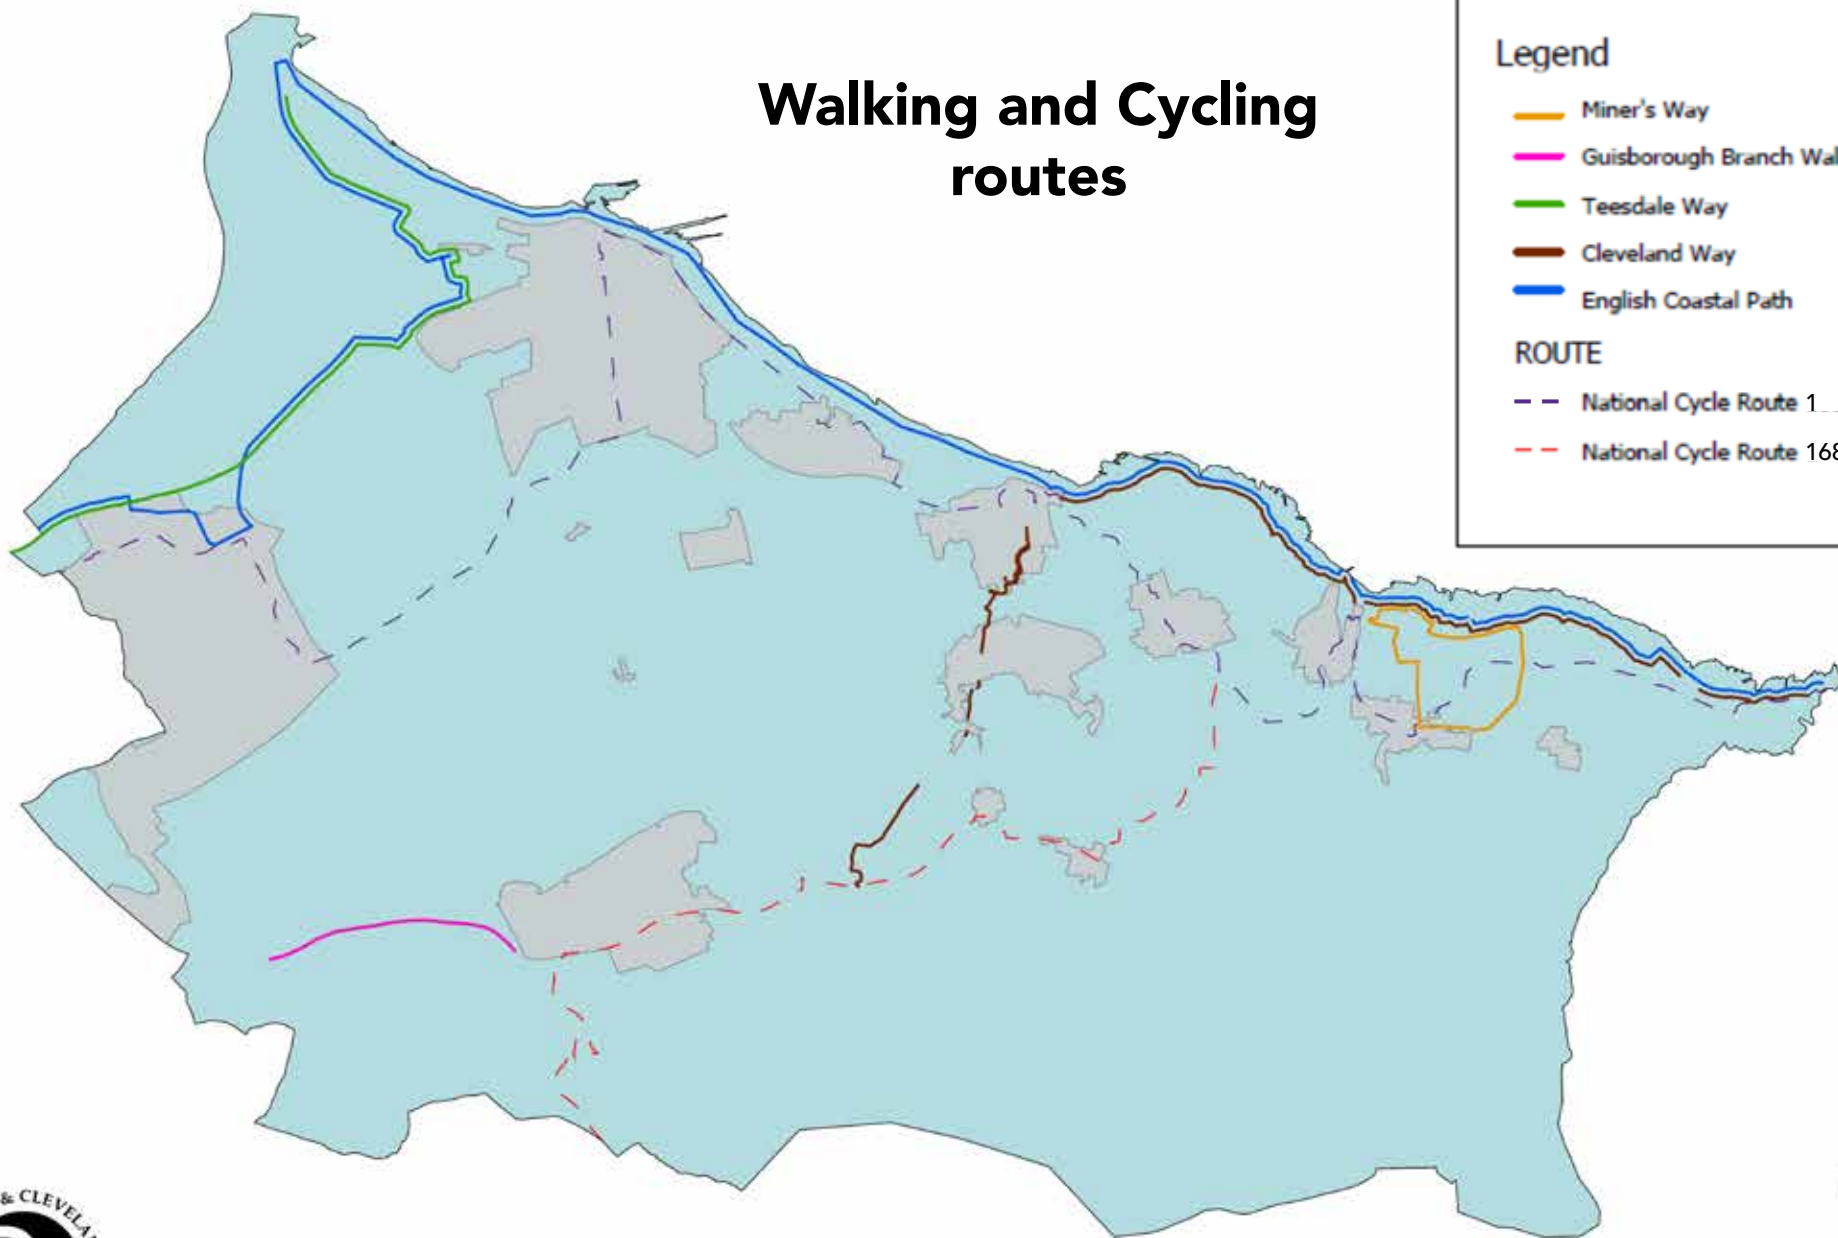 Walking and Cycling
routes
Legend
Miner's Way
Guisborough Branch Wal
Teesdale Way
Cleveland Way
English Coastal Path
ROUTE
National Cycle Route 1
National Cycle Route 168
& CLEVELA